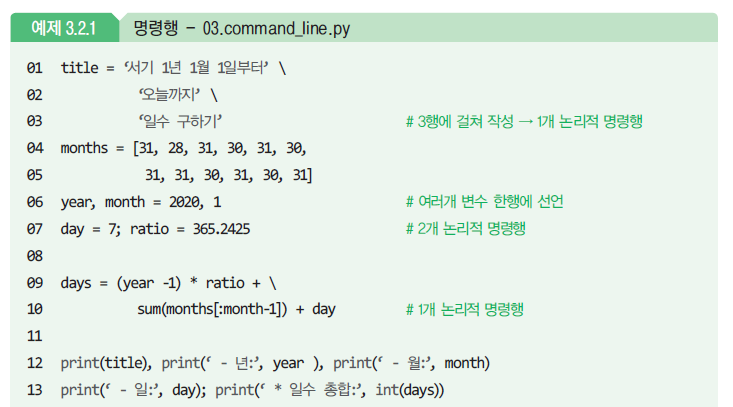 예제 3.2.1 명령행 - 03.command_line.py
01 title = ‘서기 1년 1월 1일부터’ \
02 ‘오늘까지’ \
03 ‘일수 구하기’ # 3행에 걸쳐 작성 → 1개 논리적 명령행
04 months = [31, 28, 31, 30, 31, 30,
05 31, 31, 30, 31, 30, 31]
06 year, month = 2020, 1 # 여러개 변수 한행에 선언
07 day = 7; ratio = 365.2425 # 2개 논리적 명령행
08
09 days = (year -1) * ratio + \
10 sum(months[:month-1]) + day # 1개 논리적 명령행
11
12 print(title), print(‘ - 년:’, year ), print(‘ - 월:’, month)
13 print(‘ - 일:’, day); print(‘ * 일수 총합:’, int(days))